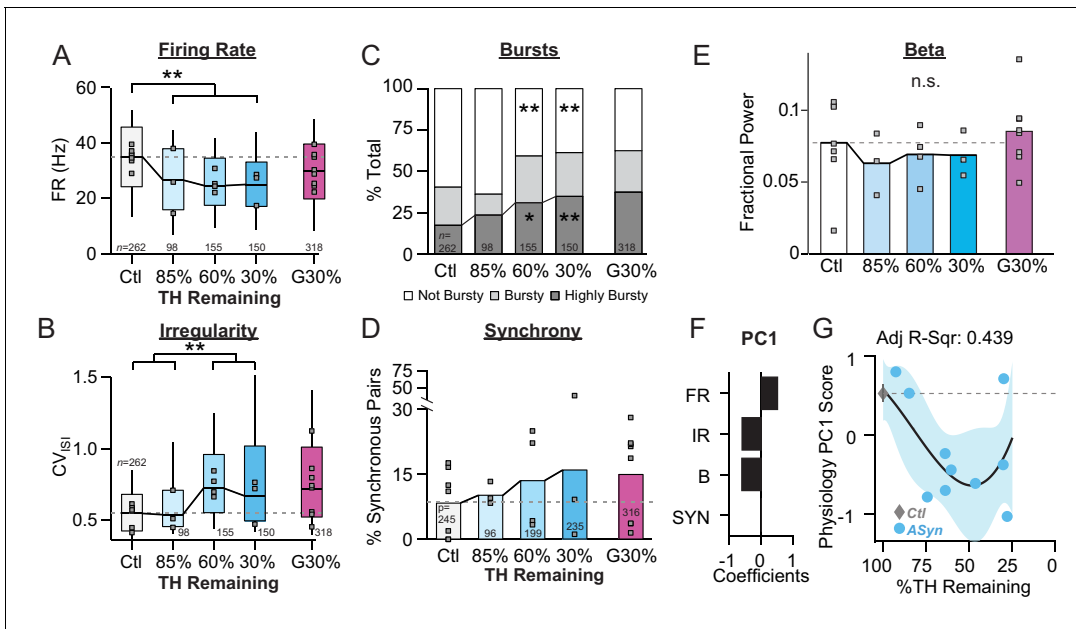 A
Firing Rate
**
60
40
20
0
FR (Hz)
n=262
98
155
150
318
Ctl
85%
60%
30%
G30%
TH Remaining
B
Irregularity
**
1.5
1.0
0.5
CVISI
n=262
98
155
150
318
Ctl
85%
60%
30%
G30%
TH Remaining
C
Bursts
100
75
50
25
0
% Total
**
**
*
**
n=
262
98
155
150
318
Ctl
85%
60%
30%
G30%
TH Remaining
Not Bursty
Bursty
Highly Bursty
D
Synchrony
75
50
30
15
0
% Synchronous Pairs
p=
245
96
199
235
316
Ctl
85%
60%
30%
G30%
TH Remaining
E
Beta
n.s.
0.1
0.05
0
Fractional Power
Ctl
85%
60%
30%
G30%
TH Remaining
F
PC1
FR
IR
B
SYN
-1
0
1
Coefficients
G
Adj R-Sqr: 0.439
1
0
-1
Physiology PC1 Score
Ctl
ASyn
100
75
50
25
0
%TH Remaining